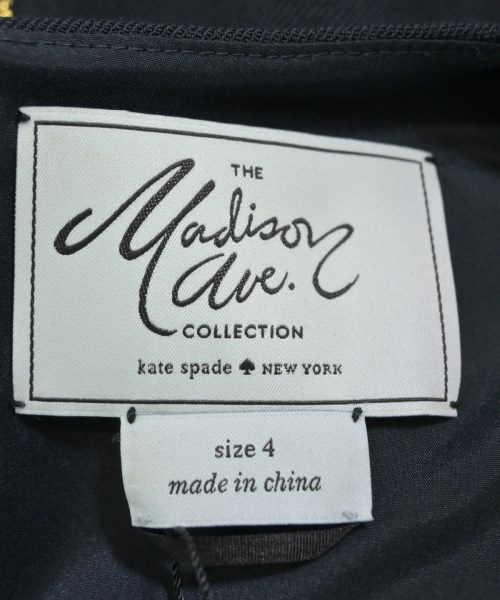 THE
Madison
Ave.
COLLECTION
kate spade ♠ NEW YORK
size 4
made in china